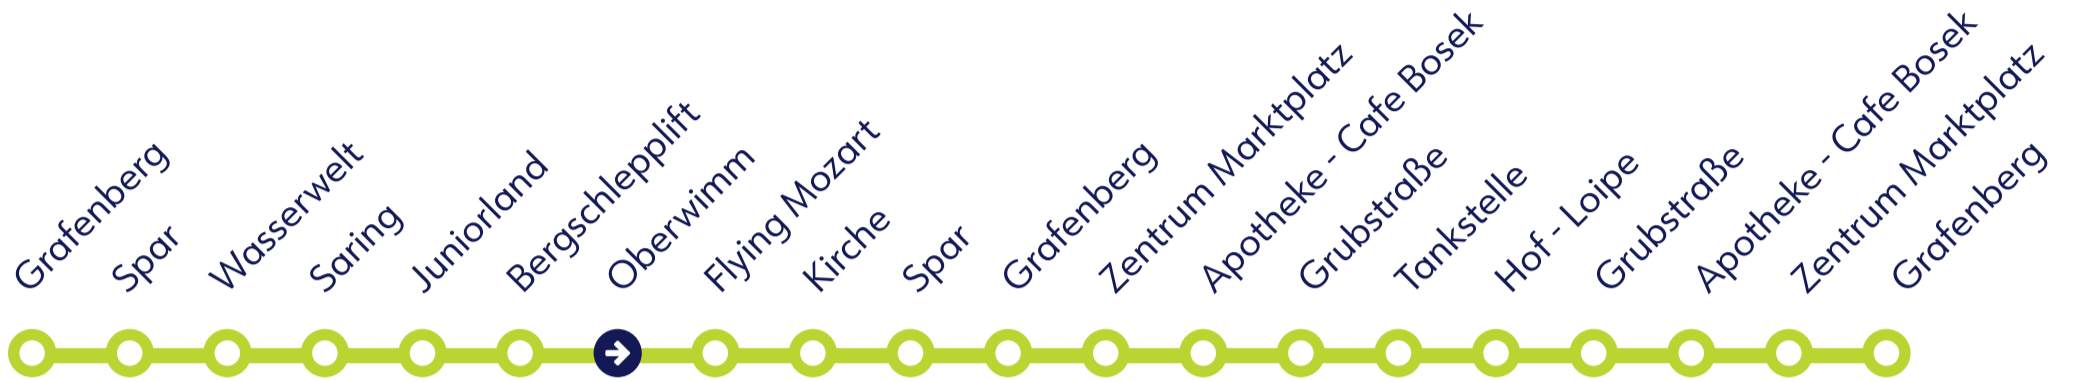 Grafenberg
Spar
Wasserwelt
Saring
Juniorland
Bergschlepplift
Oberwimm
Flying Mozart
Kirche
Spar
Grafenberg
Zentrum Marktplatz
Apotheke - Cafe Bosek
Grubstraße
Tankstelle
Hof - Loipe
Grubstraße
Apotheke - Cafe Bosek
Zentrum Marktplatz
Grafenberg